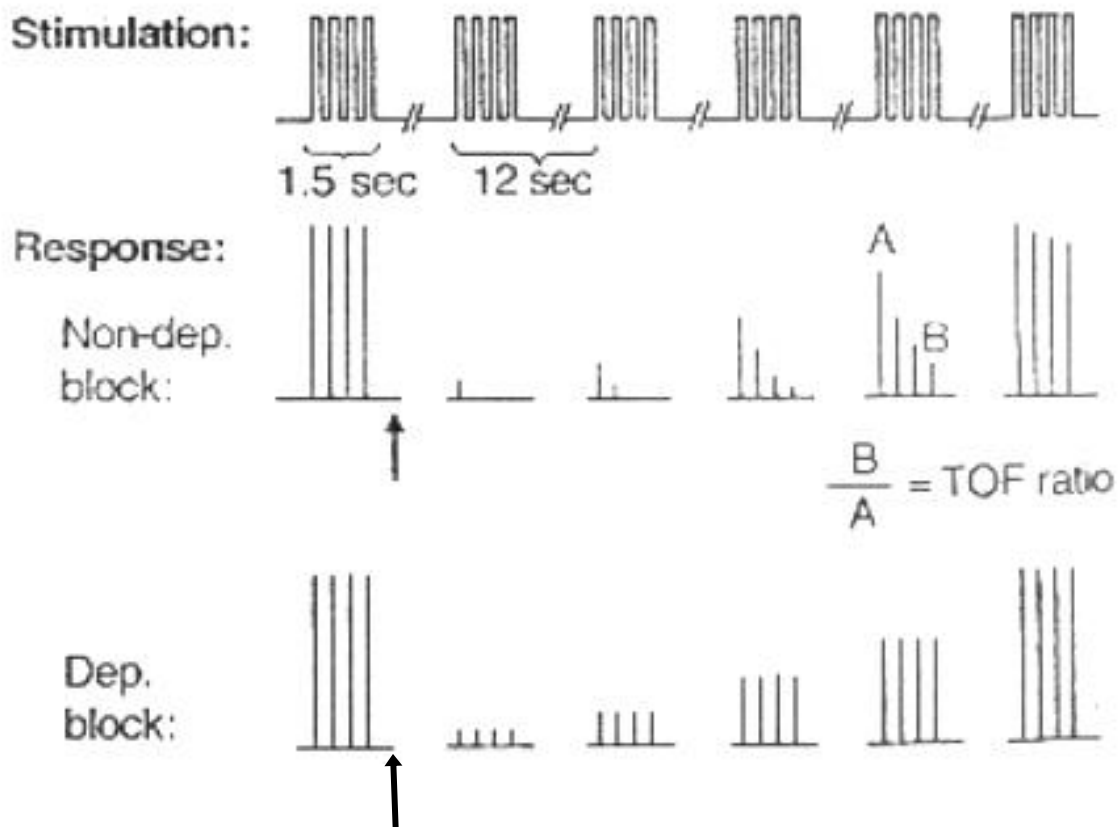 Stimulation:
1.5 sec
12 sec
Response:
Non-dep.
block:
A
B
B
A
= TOF ratio
Dep.
block: